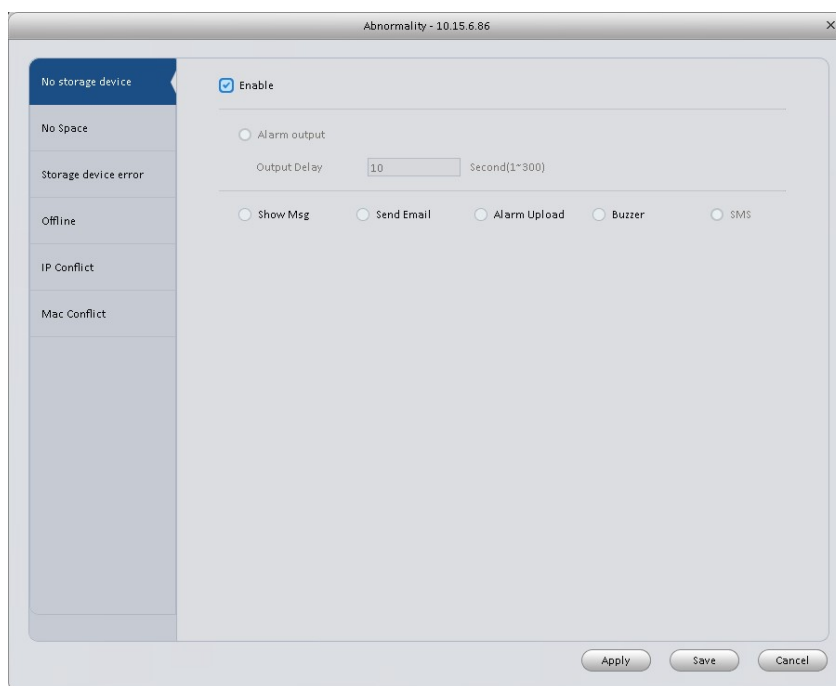 Abnormality - 10.15.6.86
X
No storage device
No Space
Storage device error
Offline
IP Conflict
Mac Conflict
Enable
Alarm output
Output Delay 10 Second(1~300)
Show Msg Send Email Alarm Upload Buzzer SMS
Apply Save Cancel